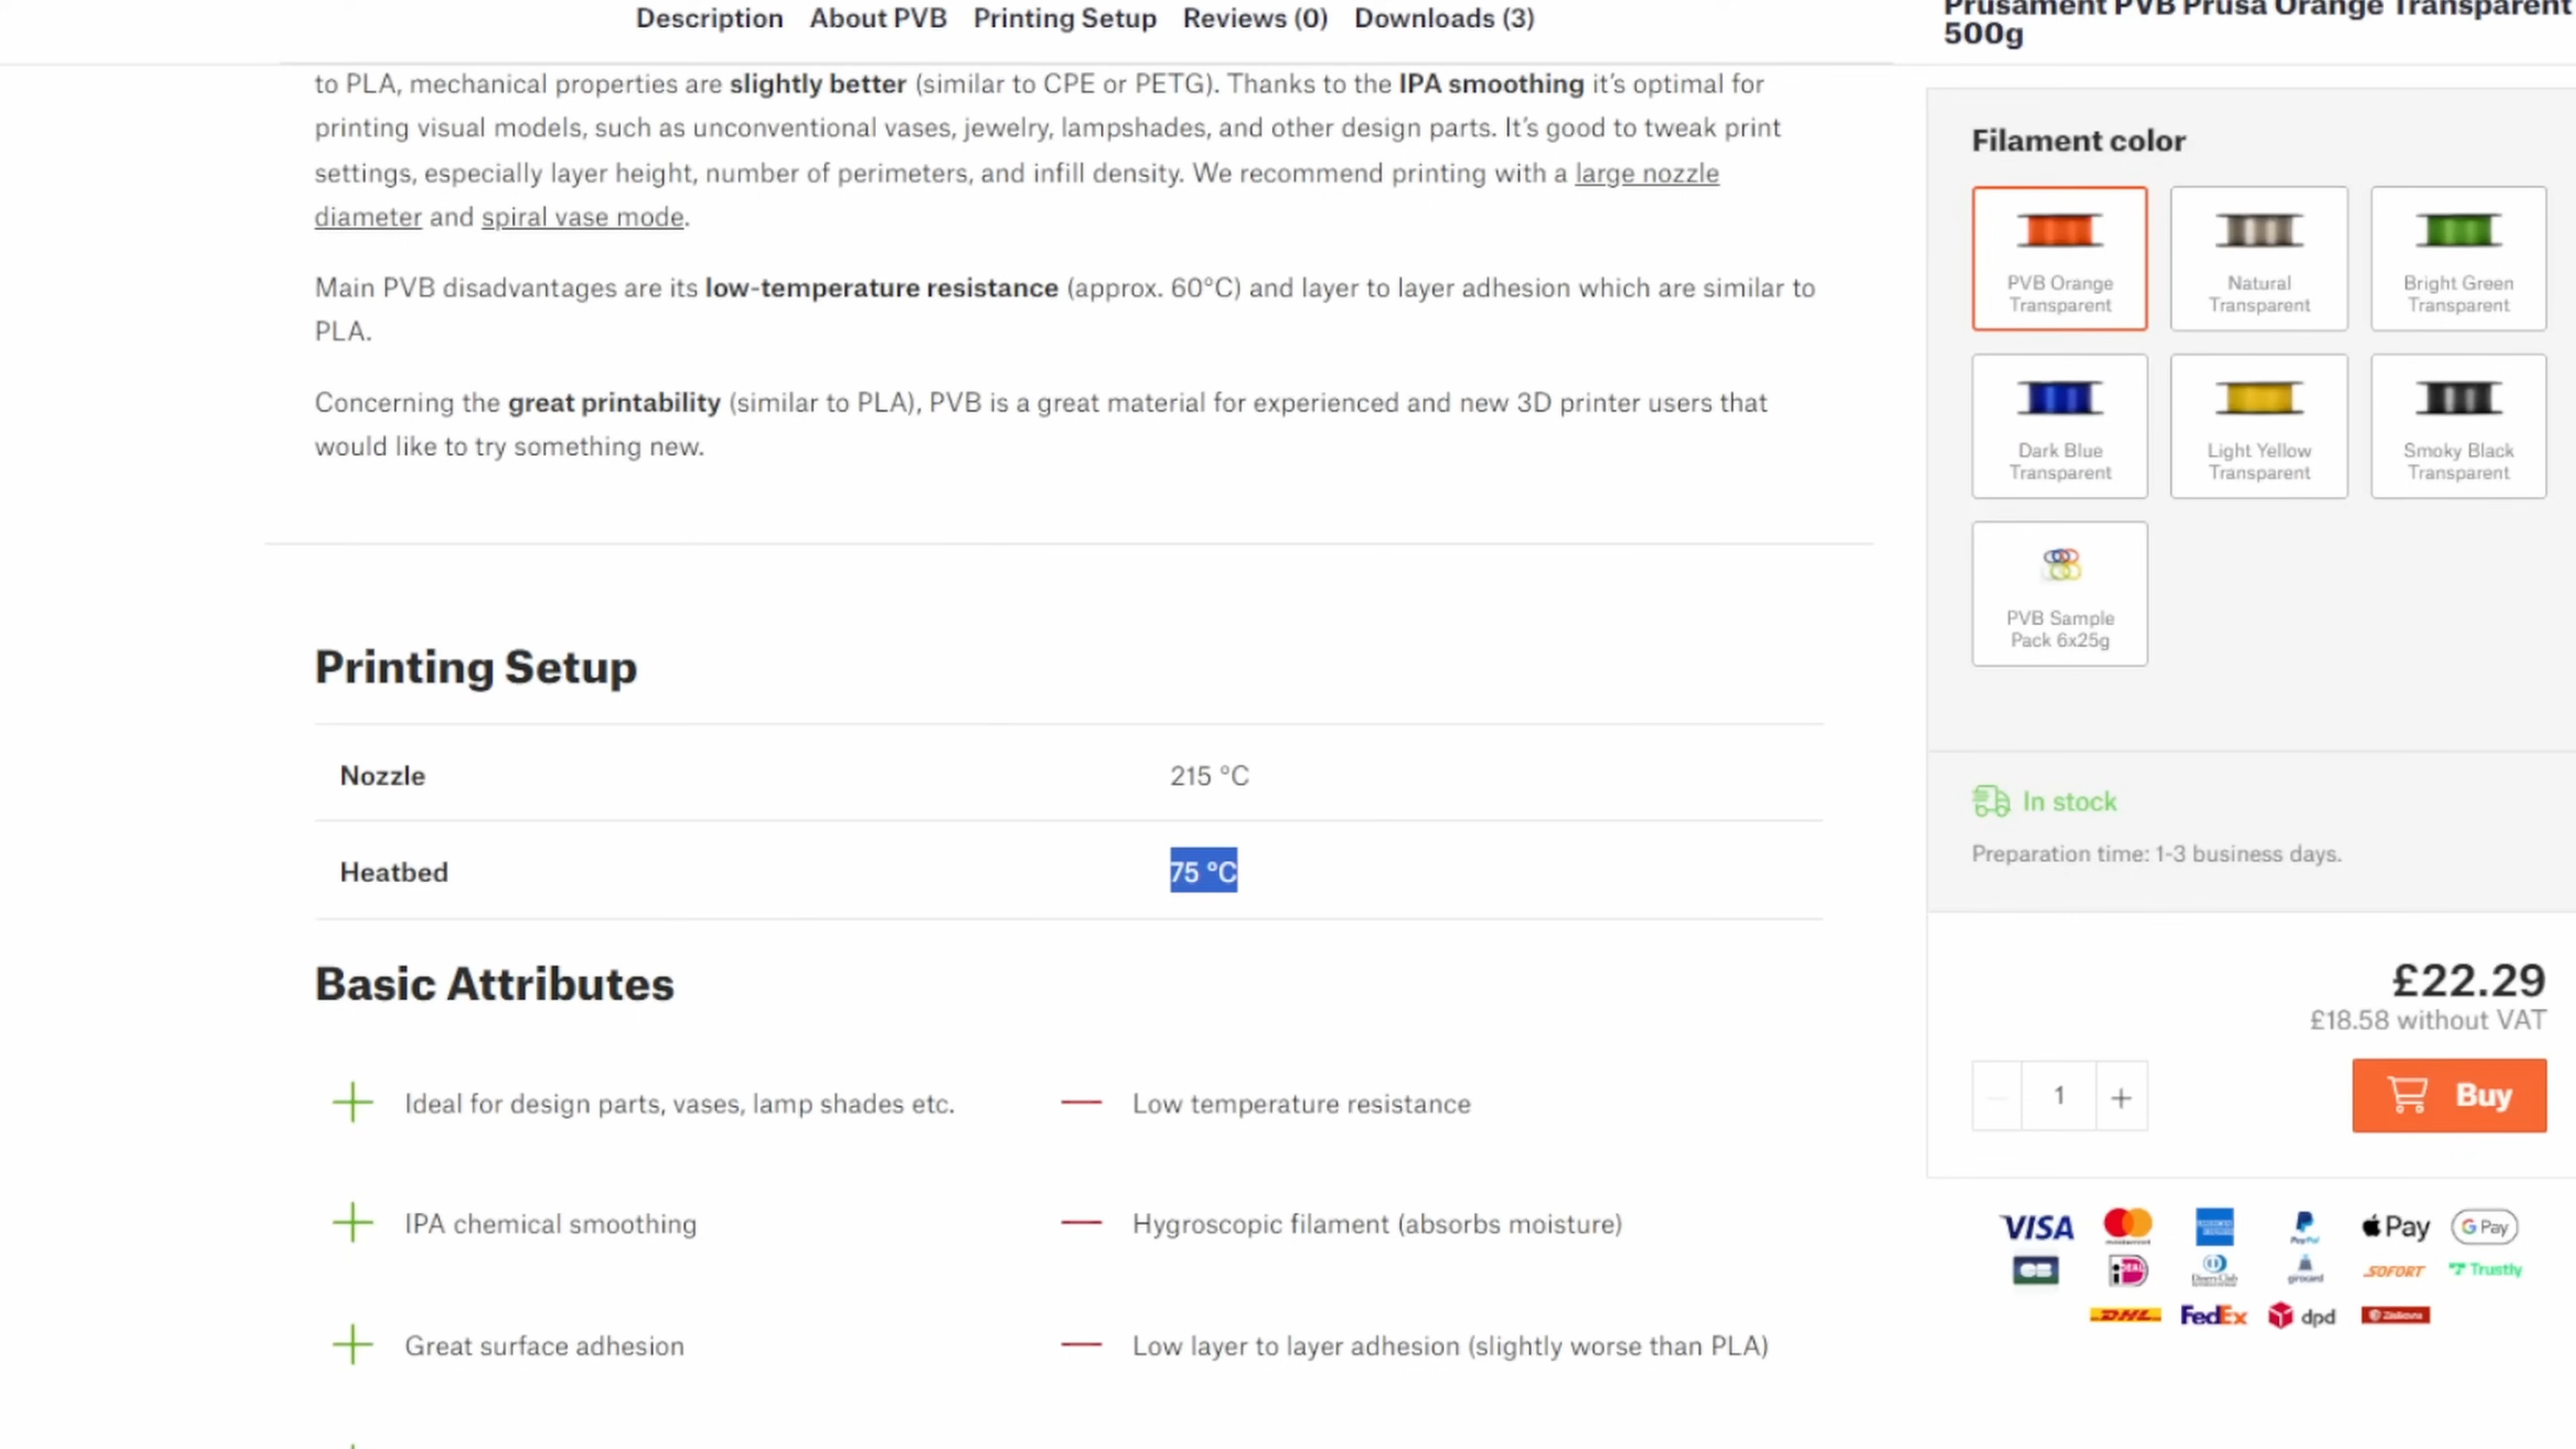 Description About PVB Printing Setup Reviews (0) Downloads (3)
Prusament PVB Prusa Orange Transparent
500g
to PLA, mechanical properties are slightly better (similar to CPE or PETG). Thanks to the IPA smoothing it's optimal for
printing visual models, such as unconventional vases, jewelry, lampshades, and other design parts. It's good to tweak print
settings, especially layer height, number of perimeters, and infill density. We recommend printing with a large nozzle
diameter and spiral vase mode.
Main PVB disadvantages are its low-temperature resistance (approx. 60°C) and layer to layer adhesion which are similar to
PLA.
Concerning the great printability (similar to PLA), PVB is a great material for experienced and new 3D printer users that
would like to try something new.
Printing Setup
Nozzle 215 °C
Heatbed 75 °C
Basic Attributes
Ideal for design parts, vases, lamp shades etc.
Low temperature resistance
IPA chemical smoothing
Hygroscopic filament (absorbs moisture)
Great surface adhesion
Low layer to layer adhesion (slightly worse than PLA)
Filament color
PVB Orange
Transparent
Natural
Transparent
Bright Green
Transparent
Dark Blue
Transparent
Light Yellow
Transparent
Smoky Black
Transparent
PVB Sample
Pack 6x25g
In stock
Preparation time: 1-3 business days.
£22.29
£18.58 without VAT
1 +
Buy
VISA mastercard PayPal Pay G Pay
CB iDEAL Diners Club girocard SOFORT Trustly
DHL FedEx dpd